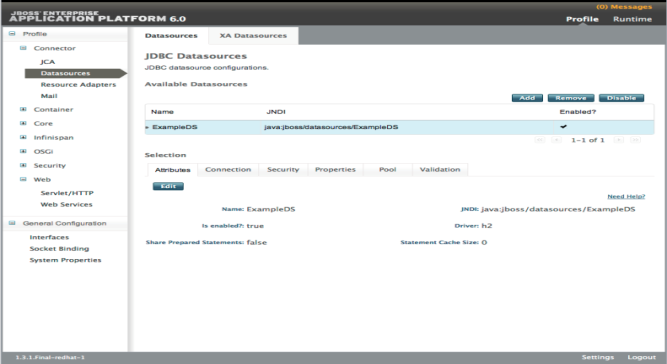 (0) Messages
JBOSS ENTERPRISE
APPLICATION PLATFORM 6.0
Profile Runtime
Profile
Connector
JCA
Datasources
Resource Adapters
Mail
Container
Core
Infinispan
OSGi
Security
Web
Servlet/HTTP
Web Services
General Configuration
Interfaces
Socket Binding
System Properties
Datasources XA Datasources
JDBC Datasources
JDBC datasource configurations.
Available Datasources
Add Remove Disable
Name JNDI Enabled?
ExampleDS java:jboss/datasources/ExampleDS
1-1 of 1
Selection
Attributes Connection Security Properties Pool Validation
Edit
Need Help?
Name: ExampleDS JNDI: java:jboss/datasources/ExampleDS
Is enabled?: true Driver: h2
Share Prepared Statements: false Statement Cache Size: 0
1.3.1.Final-redhat-1 Settings Logout